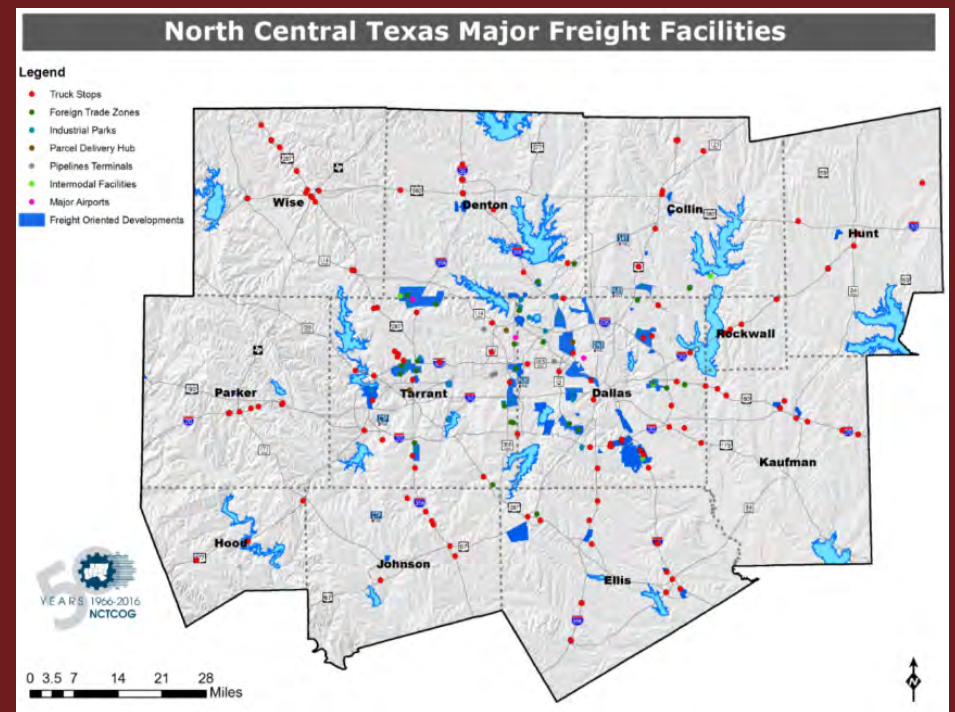 North Central Texas Major Freight Facilities
Legend
Truck Stops
Foreign Trade Zones
Industrial Parks
Parcel Delivery Hub
Pipelines Terminals
Intermodal Facilities
Major Airports
Freight Oriented Developments
Wise
Denton
Collin
Hunt
Rockwall
Parker
Tarrant
Dallas
Kaufman
Hood
Johnson
Ellis
YEARS 1966-2016
NCTCOG
0 3.5 7 14 21 28
Miles
N